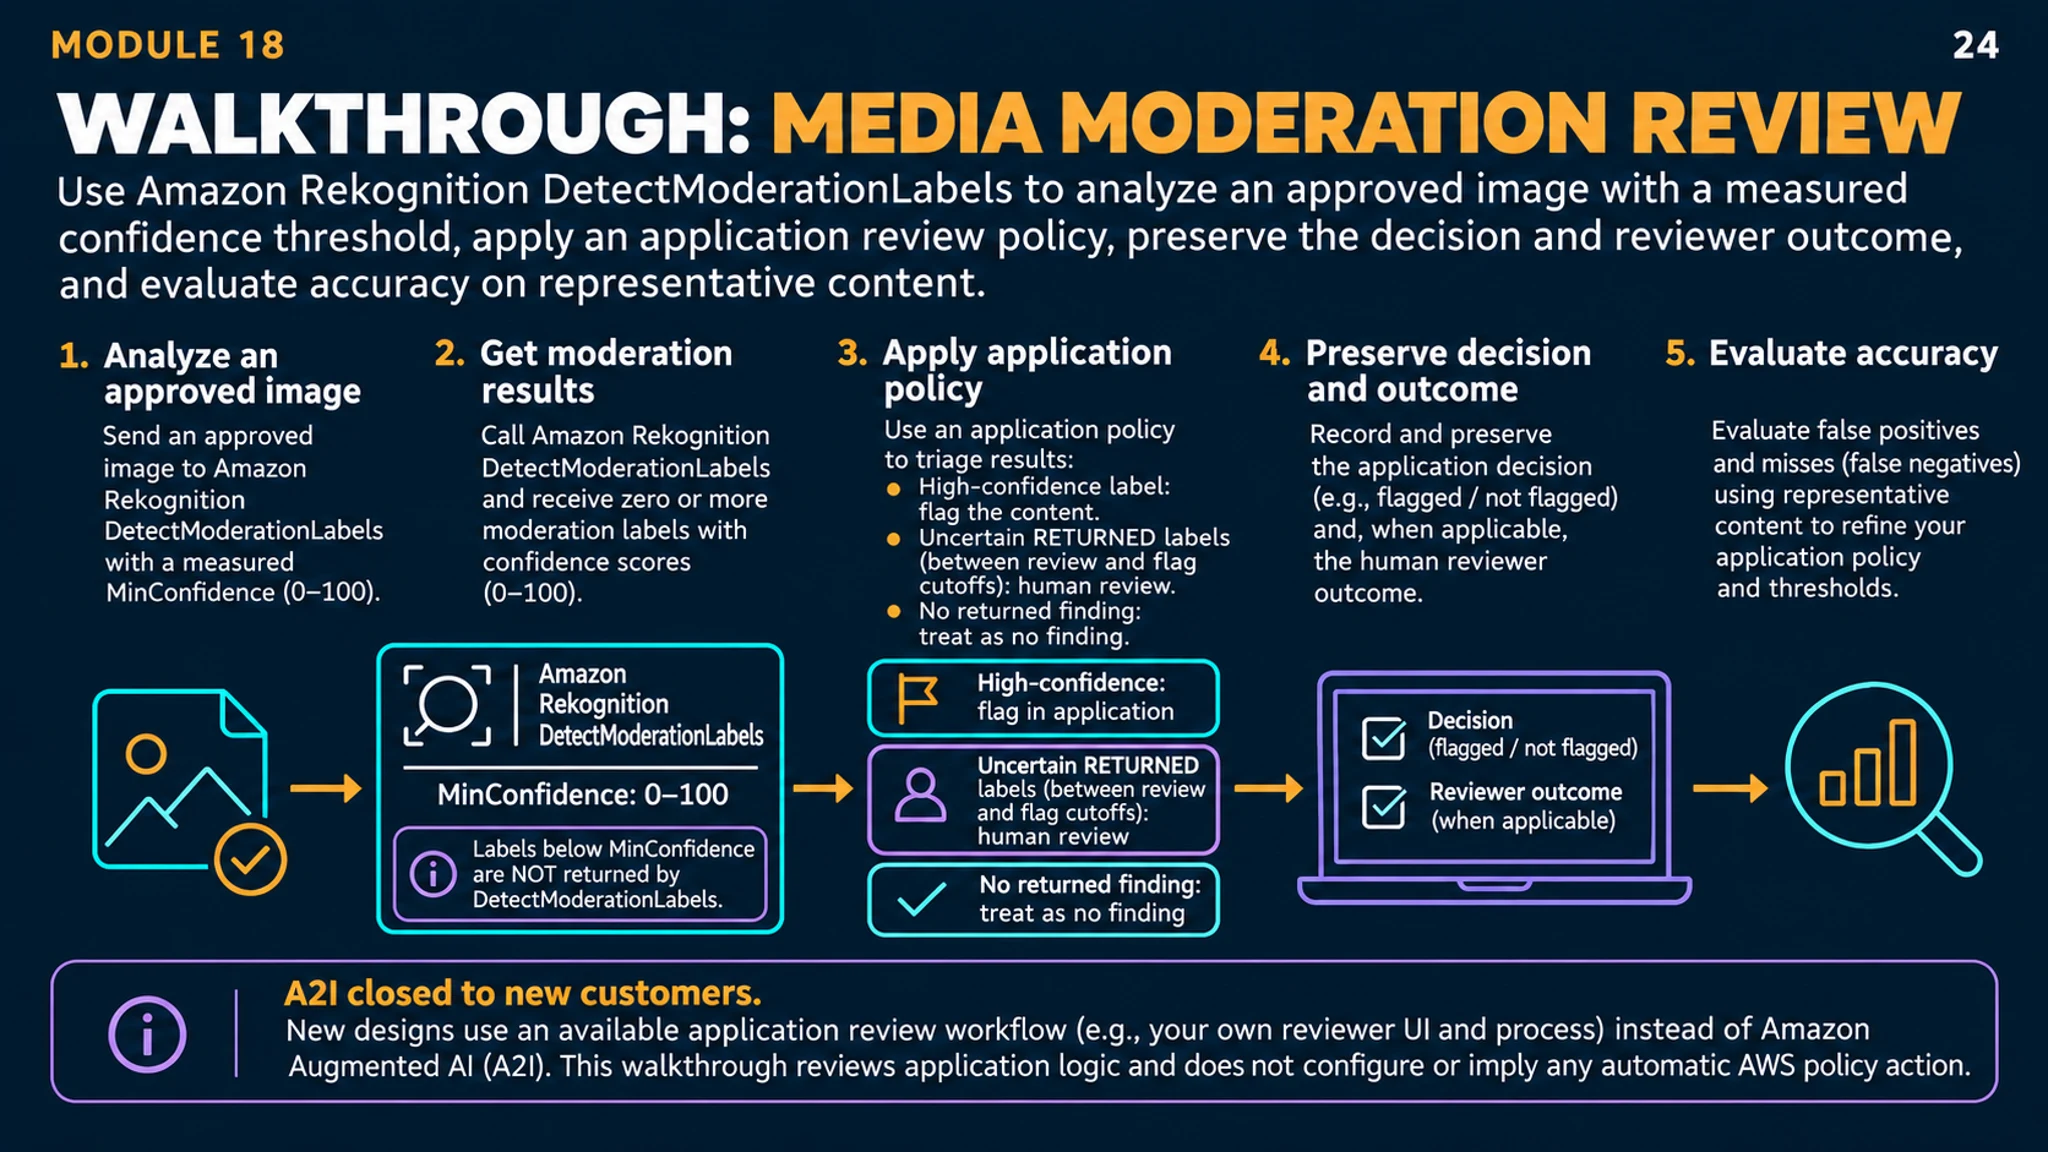 MODULE 18
24
WALKTHROUGH: MEDIA MODERATION REVIEW
Use Amazon Rekognition DetectModerationLabels to analyze an approved image with a measured
confidence threshold, apply an application review policy, preserve the decision and reviewer outcome,
and evaluate accuracy on representative content.
1. Analyze an
approved image
Send an approved
image to Amazon
Rekognition
DetectModerationLabels
with a measured
MinConfidence (0–100).
2. Get moderation
results
Call Amazon Rekognition
DetectModerationLabels
and receive zero or more
moderation labels with
confidence scores
(0–100).
3. Apply application
policy
Use an application policy
to triage results:
• High-confidence label:
flag the content.
• Uncertain RETURNED labels
(between review and flag
cutoffs): human review.
• No returned finding:
treat as no finding.
4. Preserve decision
and outcome
Record and preserve
the application decision
(e.g., flagged / not flagged)
and, when applicable,
the human reviewer
outcome.
5. Evaluate accuracy
Evaluate false positives
and misses (false negatives)
using representative
content to refine your
application policy
and thresholds.
Amazon
Rekognition
DetectModerationLabels
MinConfidence: 0–100
Labels below MinConfidence
are NOT returned by
DetectModerationLabels.
High-confidence:
flag in application
Uncertain RETURNED
labels (between review
and flag cutoffs):
human review
No returned finding:
treat as no finding
Decision
(flagged / not flagged)
Reviewer outcome
(when applicable)
A2I closed to new customers.
New designs use an available application review workflow (e.g., your own reviewer UI and process) instead of Amazon
Augmented AI (A2I). This walkthrough reviews application logic and does not configure or imply any automatic AWS policy action.